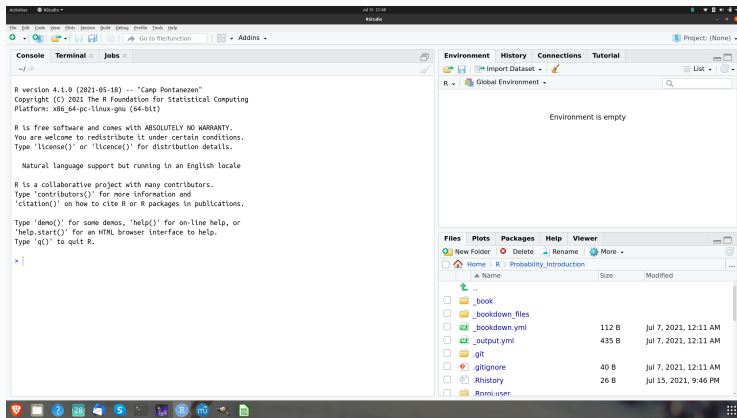 Activities RStudio Jul 15 21:48
RStudio
File Edit Code View Plots Session Build Debug Profile Tools Help
Go to file/function Addins Project: (None)
Console Terminal Jobs
~/
R version 4.1.0 (2021-05-18) -- "Camp Pontanezen"
Copyright (C) 2021 The R Foundation for Statistical Computing
Platform: x86_64-pc-linux-gnu (64-bit)
R is free software and comes with ABSOLUTELY NO WARRANTY.
You are welcome to redistribute it under certain conditions.
Type 'license()' or 'licence()' for distribution details.
Natural language support but running in an English locale
R is a collaborative project with many contributors.
Type 'contributors()' for more information and
'citation()' on how to cite R or R packages in publications.
Type 'demo()' for some demos, 'help()' for on-line help, or
'help.start()' for an HTML browser interface to help.
Type 'q()' to quit R.
>
Environment History Connections Tutorial
Import Dataset List
R Global Environment
Environment is empty
Files Plots Packages Help Viewer
New Folder Delete Rename More
Home R Probability_Introduction ...
Name Size Modified
..
_book
_bookdown_files
_bookdown.yml 112 B Jul 7, 2021, 12:11 AM
_output.yml 435 B Jul 7, 2021, 12:11 AM
.git
.gitignore 40 B Jul 7, 2021, 12:11 AM
.Rhistory 26 B Jul 15, 2021, 9:46 PM
.Rproj.user
28 S R mu